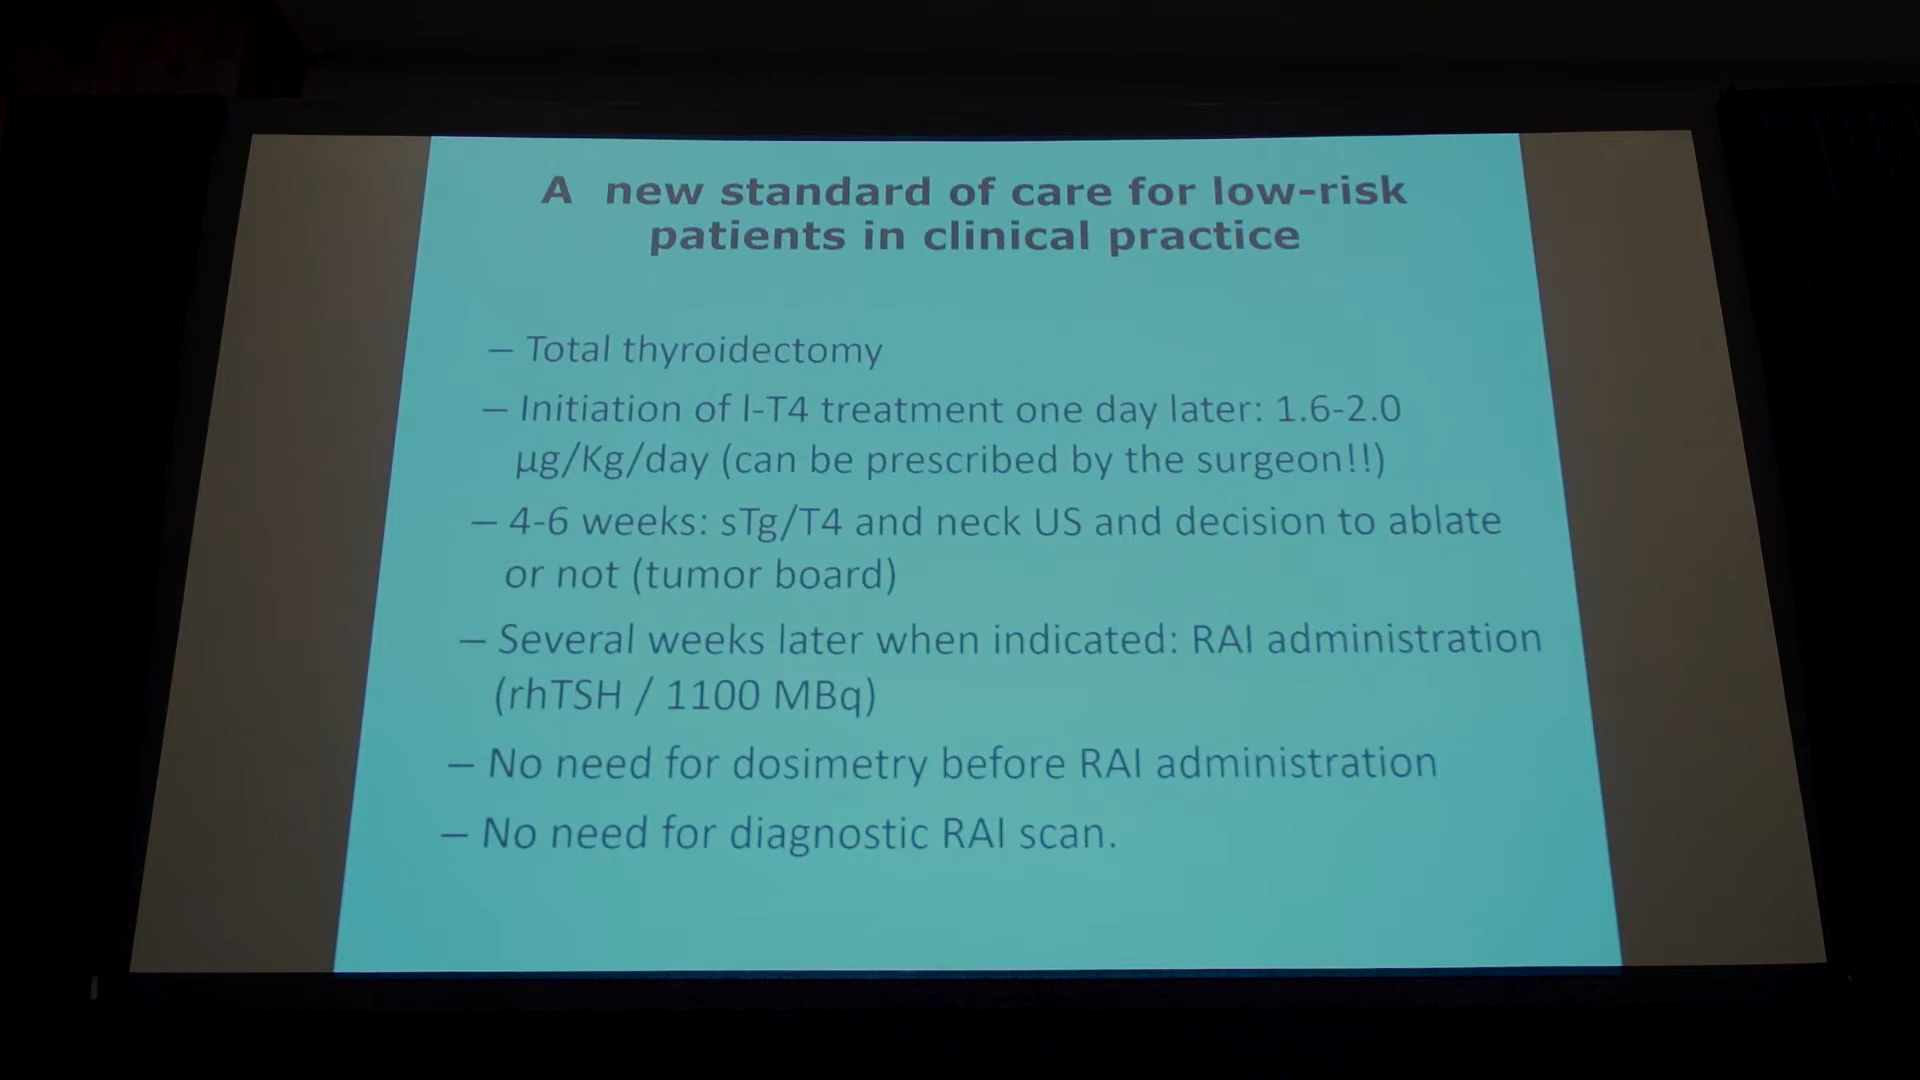 A new standard of care for low-risk
patients in clinical practice
– Total thyroidectomy
– Initiation of l-T4 treatment one day later: 1.6-2.0
µg/Kg/day (can be prescribed by the surgeon!!)
– 4-6 weeks: sTg/T4 and neck US and decision to ablate
or not (tumor board)
– Several weeks later when indicated: RAI administration
(rhTSH / 1100 MBq)
– No need for dosimetry before RAI administration
– No need for diagnostic RAI scan.